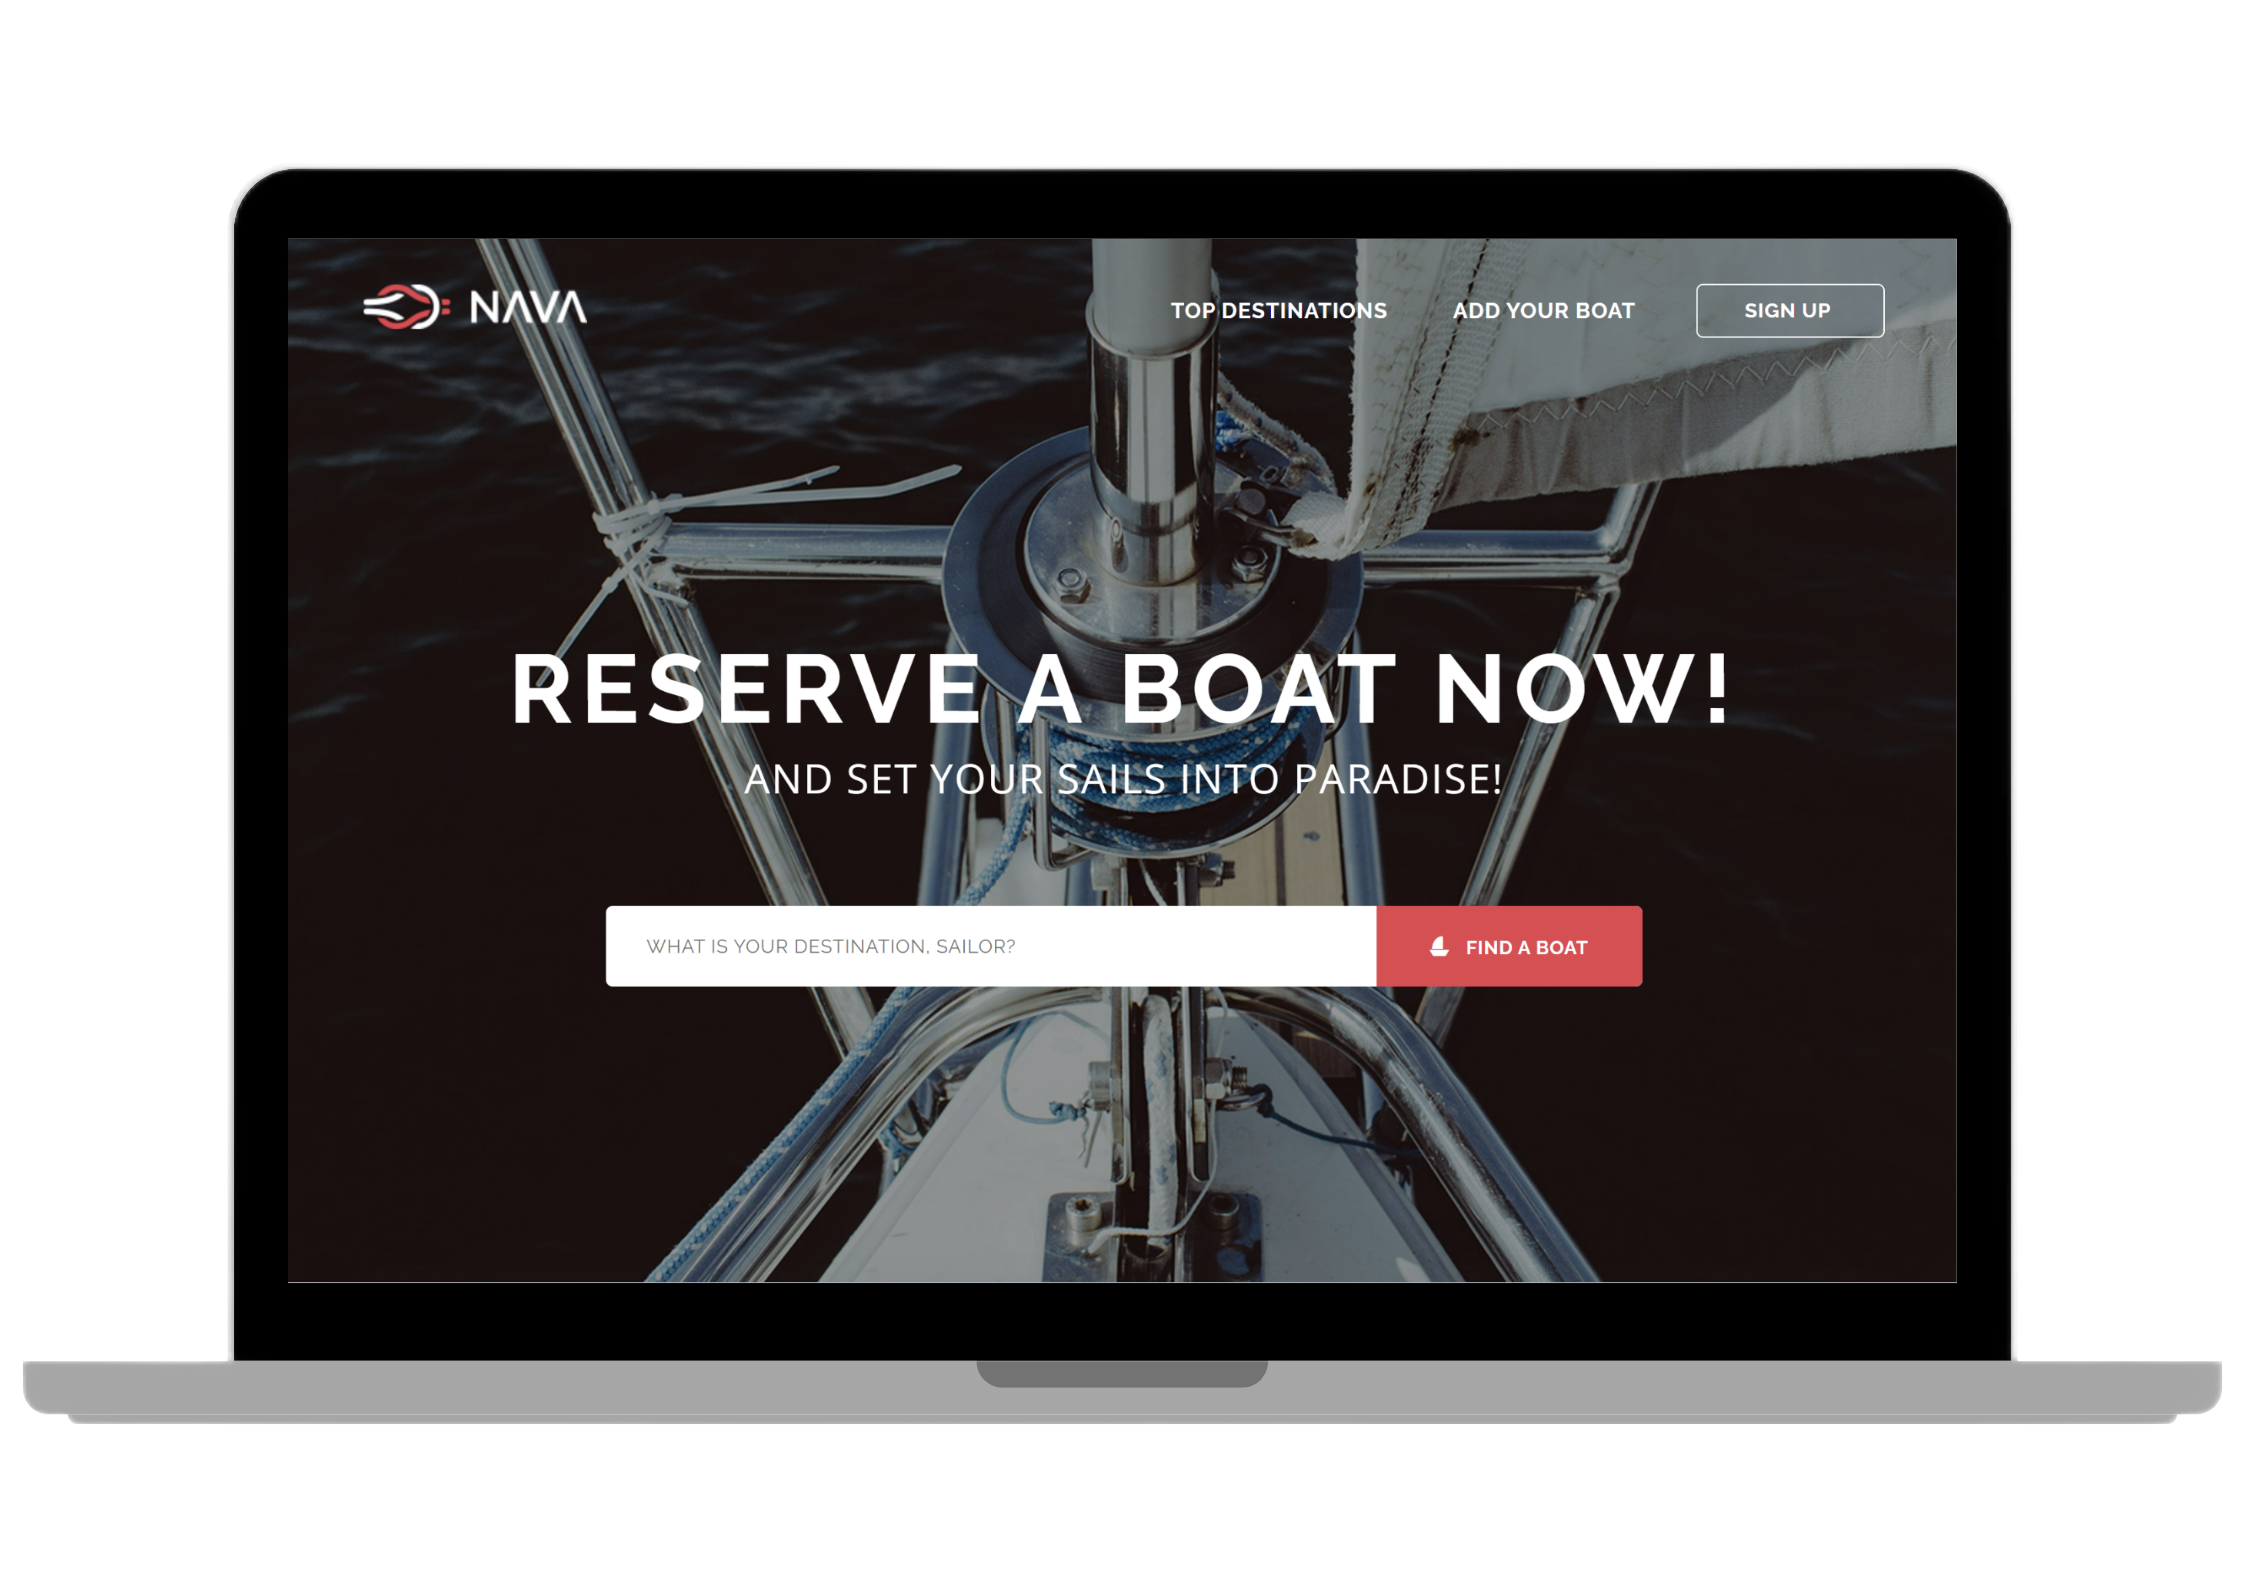 NAVA
TOP DESTINATIONS
ADD YOUR BOAT
SIGN UP
RESERVE A BOAT NOW!
AND SET YOUR SAILS INTO PARADISE!
WHAT IS YOUR DESTINATION, SAILOR?
FIND A BOAT